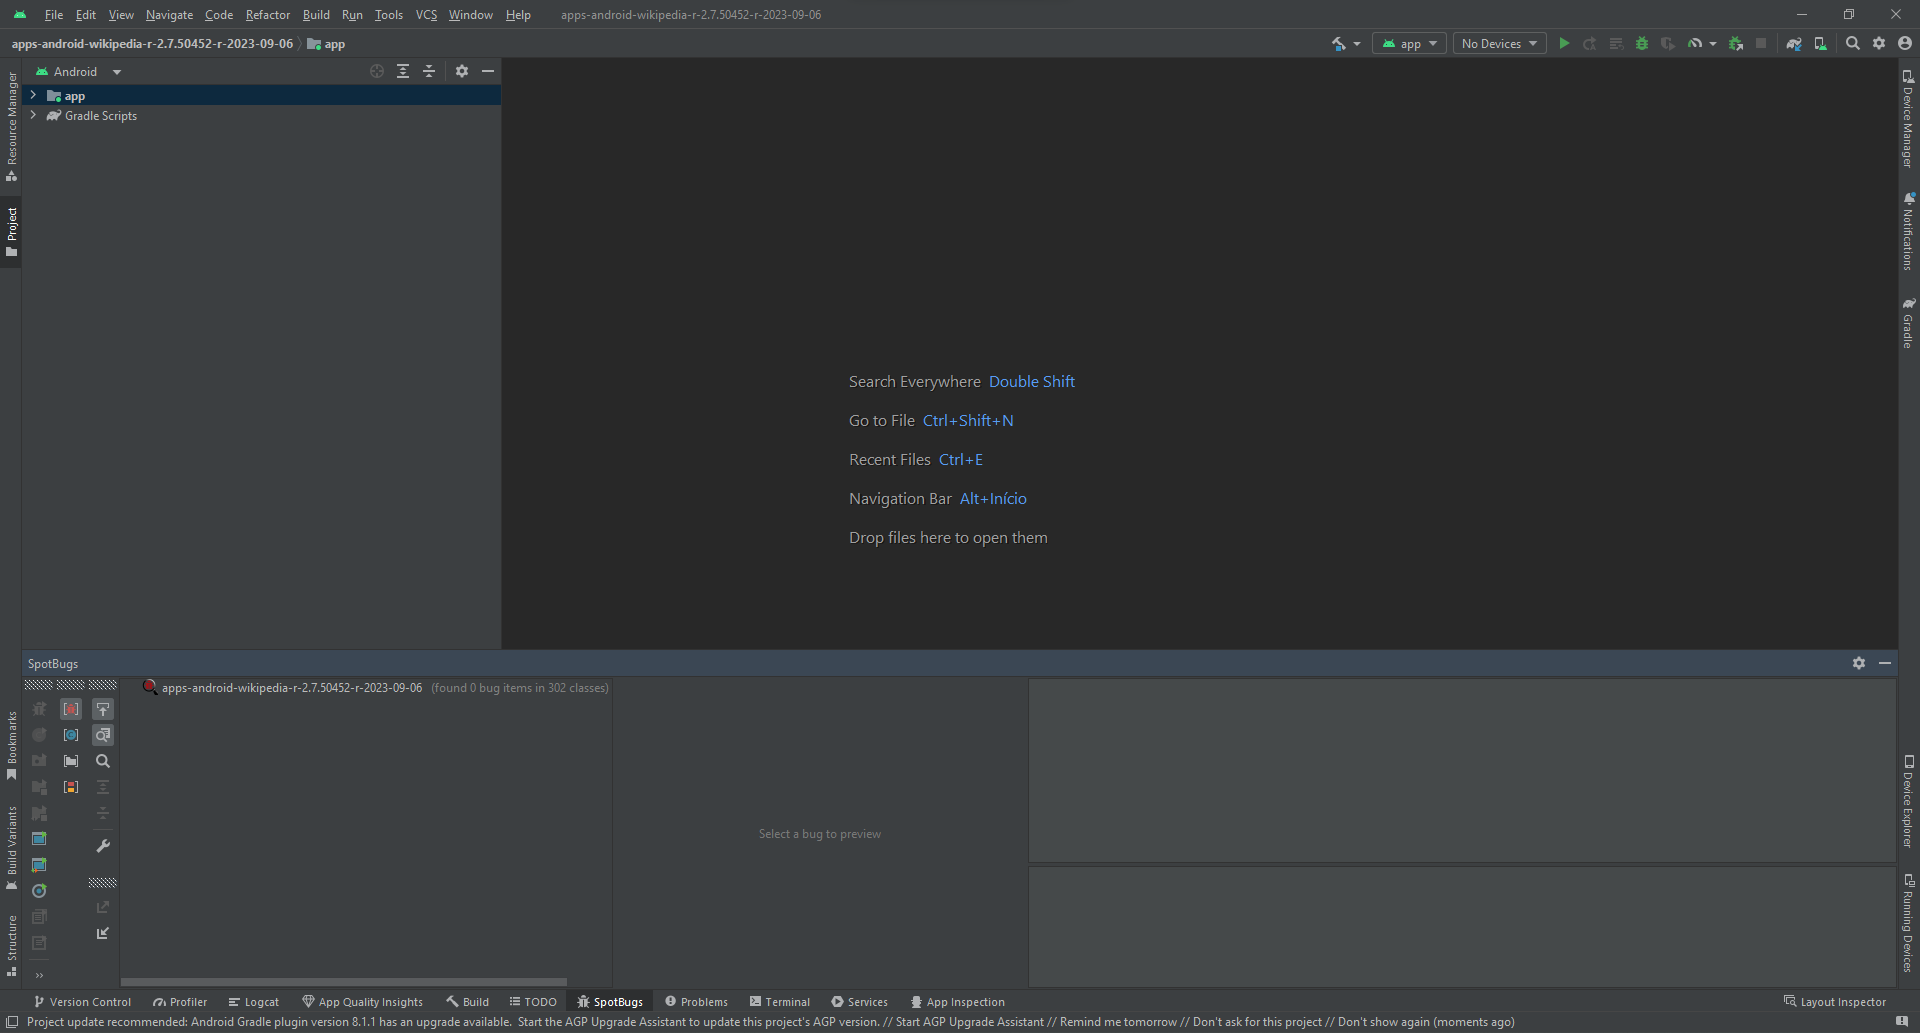 File Edit View Navigate Code Refactor Build Run Tools VCS Window Help apps-android-wikipedia-r-2.7.50452-r-2023-09-06
apps-android-wikipedia-r-2.7.50452-r-2023-09-06 app
app No Devices
Android
app
Gradle Scripts
Resource Manager
Project
Bookmarks
Build Variants
Structure
Search Everywhere Double Shift
Go to File Ctrl+Shift+N
Recent Files Ctrl+E
Navigation Bar Alt+Início
Drop files here to open them
Device Manager
Notifications
Gradle
Device Explorer
Running Devices
SpotBugs
apps-android-wikipedia-r-2.7.50452-r-2023-09-06 (found 0 bug items in 302 classes)
Select a bug to preview
Version Control Profiler Logcat App Quality Insights Build TODO SpotBugs Problems Terminal Services App Inspection Layout Inspector
Project update recommended: Android Gradle plugin version 8.1.1 has an upgrade available. Start the AGP Upgrade Assistant to update this project's AGP version. // Start AGP Upgrade Assistant // Remind me tomorrow // Don't ask for this project // Don't show again (moments ago)